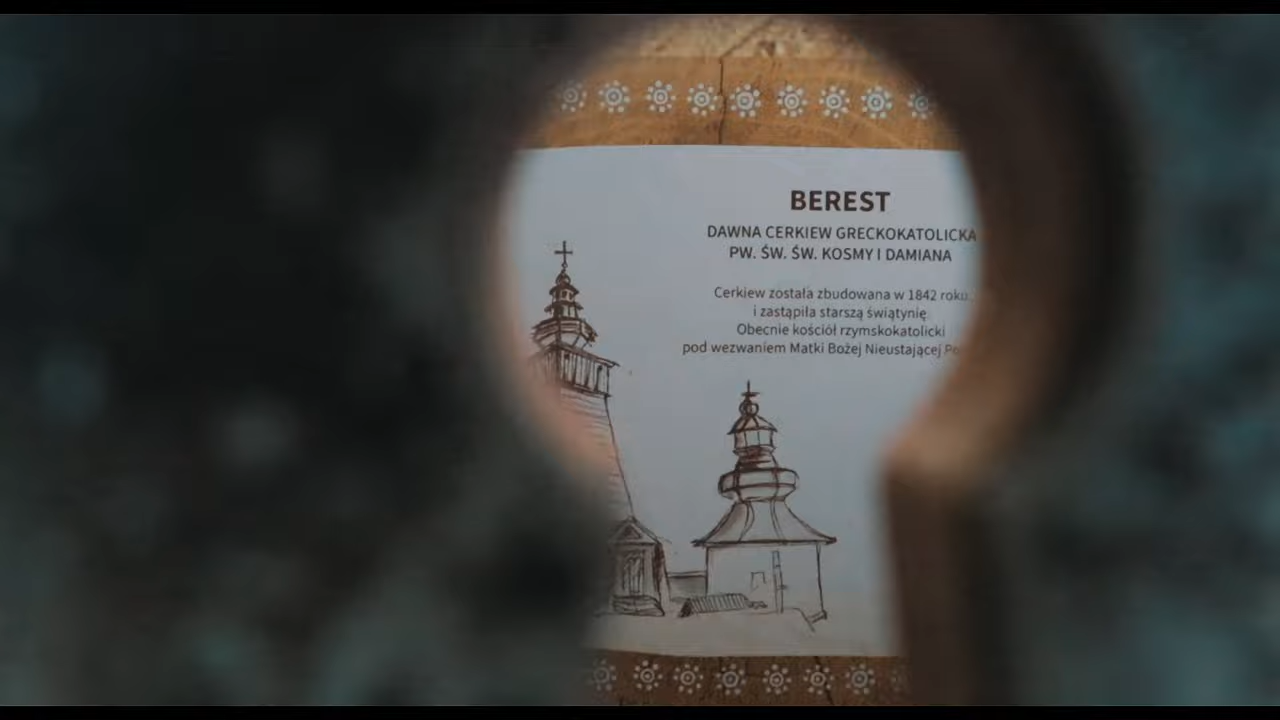 BEREST
DAWNA CERKIEW GRECKOKATOLICKA
PW. ŚW. ŚW. KOSMY I DAMIANA
Cerkiew została zbudowana w 1842 roku
i zastąpiła starszą świątynię
Obecnie kościół rzymskokatolicki
pod wezwaniem Matki Bożej Nieustającej